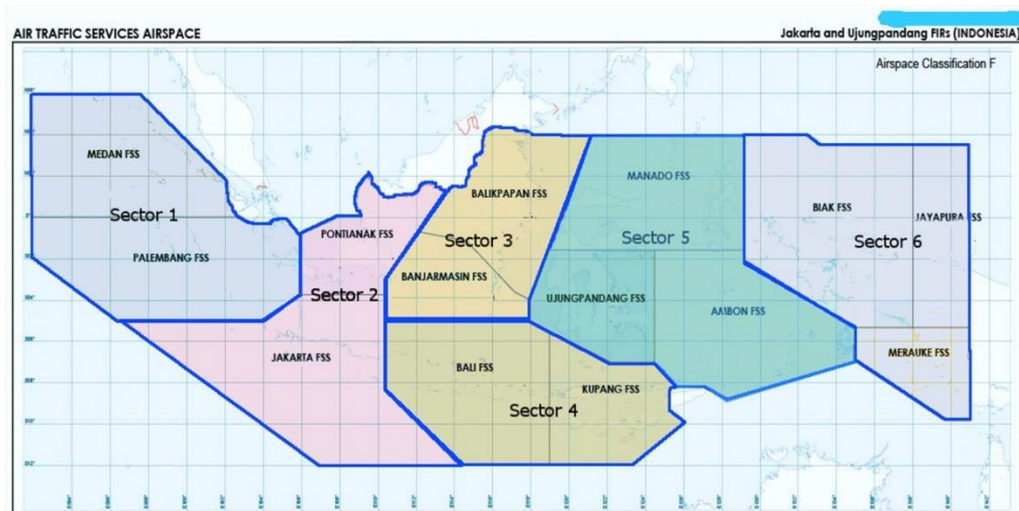 AIR TRAFFIC SERVICES AIRSPACE
Jakarta and Ujungpandang FIRs (INDONESIA)
Airspace Classification F
MEDAN FSS
MANADO FSS
BALIKPAPAN FSS
BIAK FSS
JAYAPURA FSS
Sector 1
PONTIANAK FSS
Sector 3
Sector 5
Sector 6
PALEMBANG FSS
BANJARMASIN FSS
Sector 2
UJUNGPANDANG FSS
AMBON FSS
JAKARTA FSS
MERAUKE FSS
BALI FSS
KUPANG FSS
Sector 4